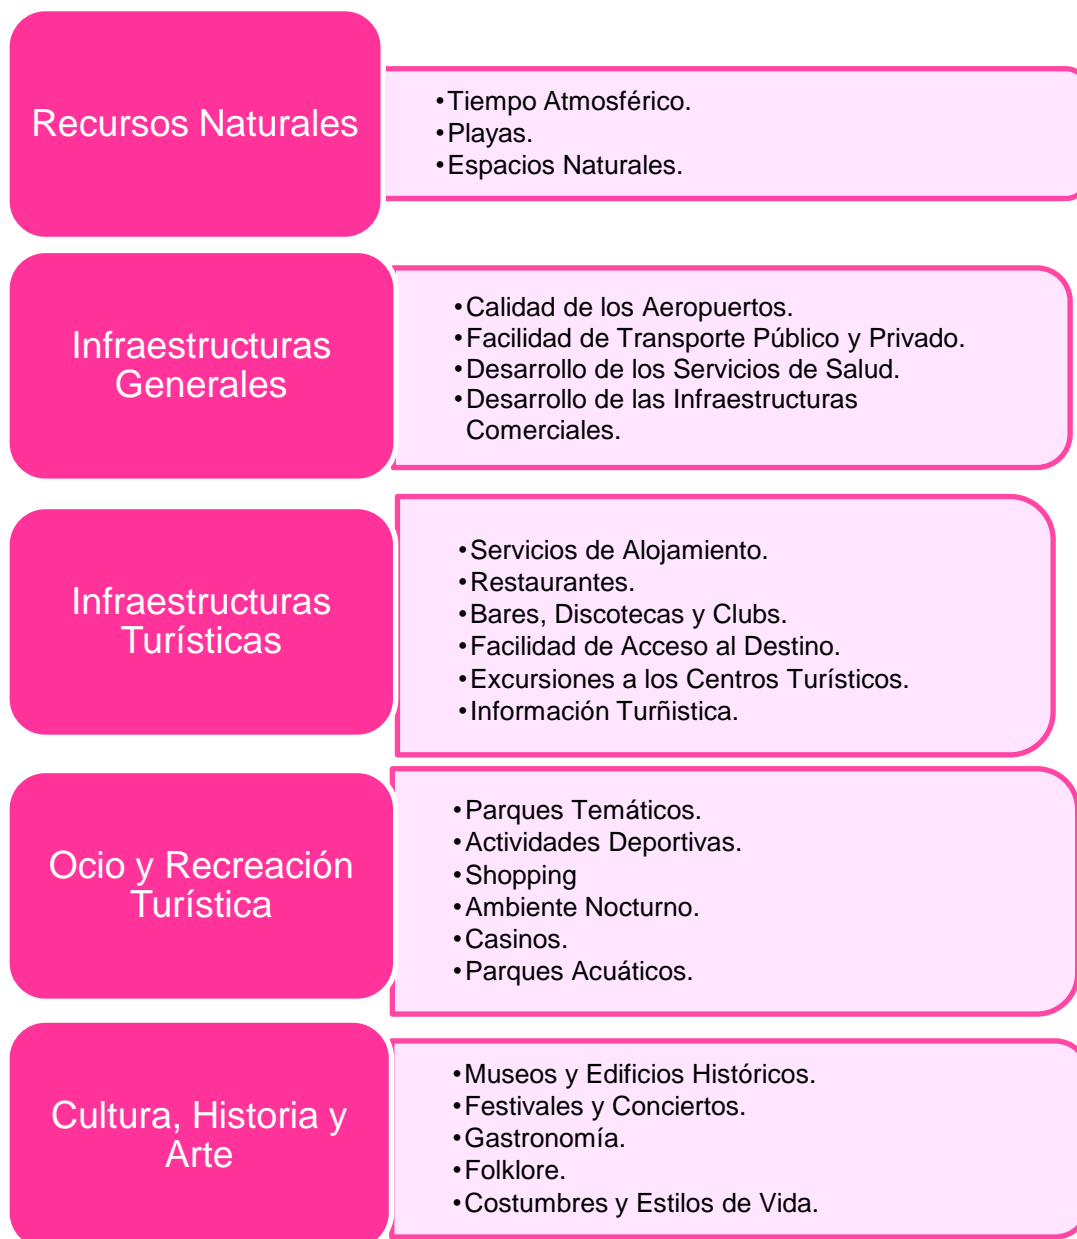 Recursos Naturales
•Tiempo Atmosférico.
•Playas.
•Espacios Naturales.
Infraestructuras
Generales
•Calidad de los Aeropuertos.
•Facilidad de Transporte Público y Privado.
•Desarrollo de los Servicios de Salud.
•Desarrollo de las Infraestructuras
Comerciales.
Infraestructuras
Turísticas
•Servicios de Alojamiento.
•Restaurantes.
•Bares, Discotecas y Clubs.
•Facilidad de Acceso al Destino.
•Excursiones a los Centros Turísticos.
•Información Turñistica.
Ocio y Recreación
Turística
•Parques Temáticos.
•Actividades Deportivas.
•Shopping
•Ambiente Nocturno.
•Casinos.
•Parques Acuáticos.
Cultura, Historia y
Arte
•Museos y Edificios Históricos.
•Festivales y Conciertos.
•Gastronomía.
•Folklore.
•Costumbres y Estilos de Vida.